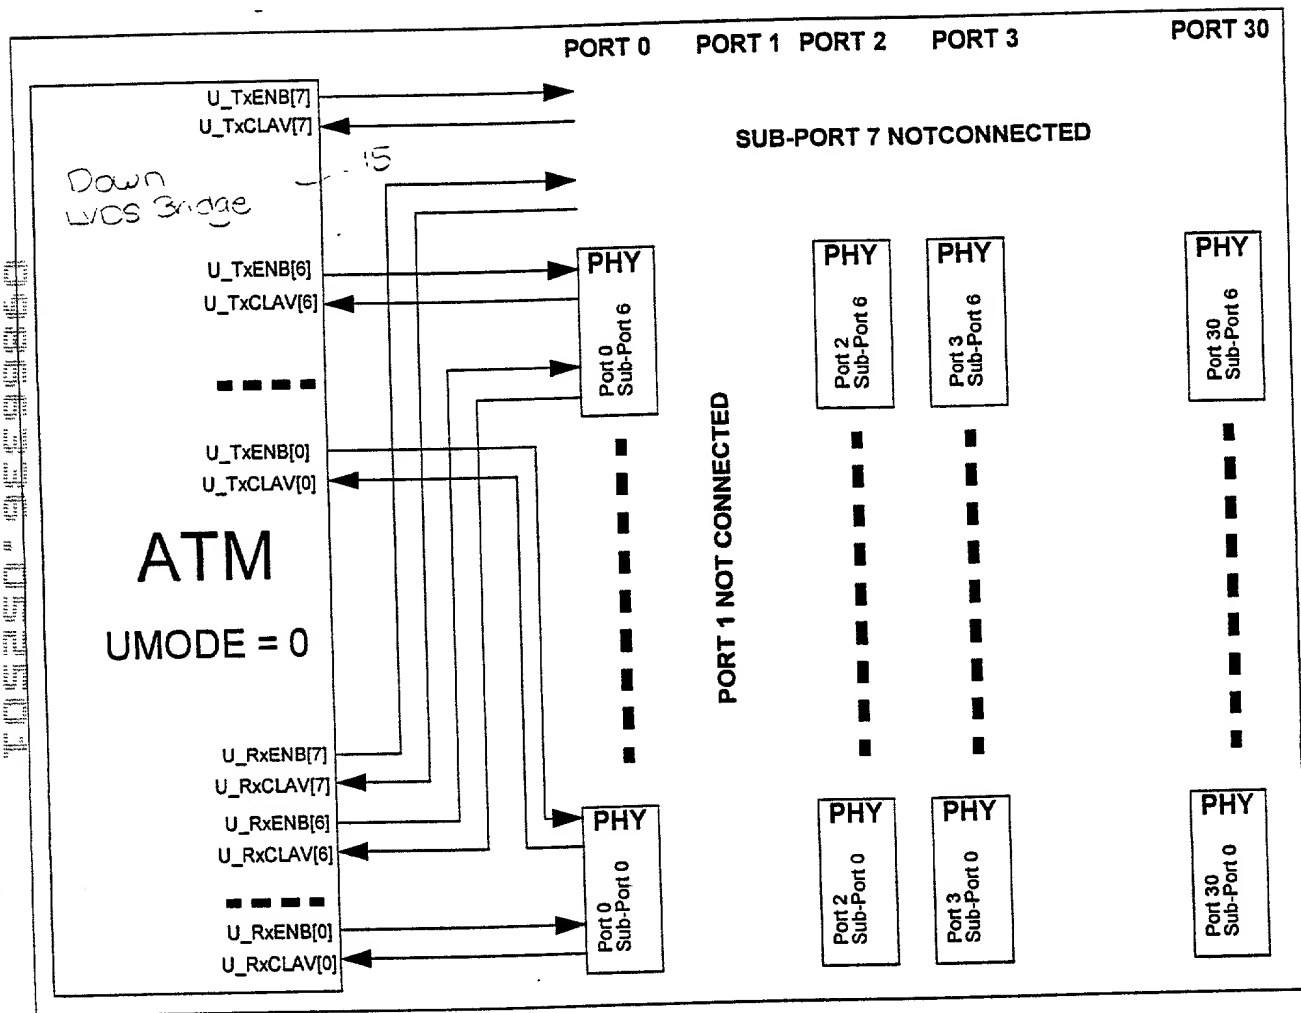 PORT 0 PORT 1 PORT 2 PORT 3 PORT 30
U_TxENB[7]
U_TxCLAV[7]
SUB-PORT 7 NOTCONNECTED
15
Down
LVDS Bridge
U_TxENB[6]
U_TxCLAV[6]
PHY
Port 0
Sub-Port 6
PHY
Port 2
Sub-Port 6
PHY
Port 3
Sub-Port 6
PHY
Port 30
Sub-Port 6
U_TxENB[0]
U_TxCLAV[0]
PORT 1 NOT CONNECTED
ATM
UMODE = 0
U_RxENB[7]
U_RxCLAV[7]
U_RxENB[6]
U_RxCLAV[6]
U_RxENB[0]
U_RxCLAV[0]
PHY
Port 0
Sub-Port 0
PHY
Port 2
Sub-Port 0
PHY
Port 3
Sub-Port 0
PHY
Port 30
Sub-Port 0